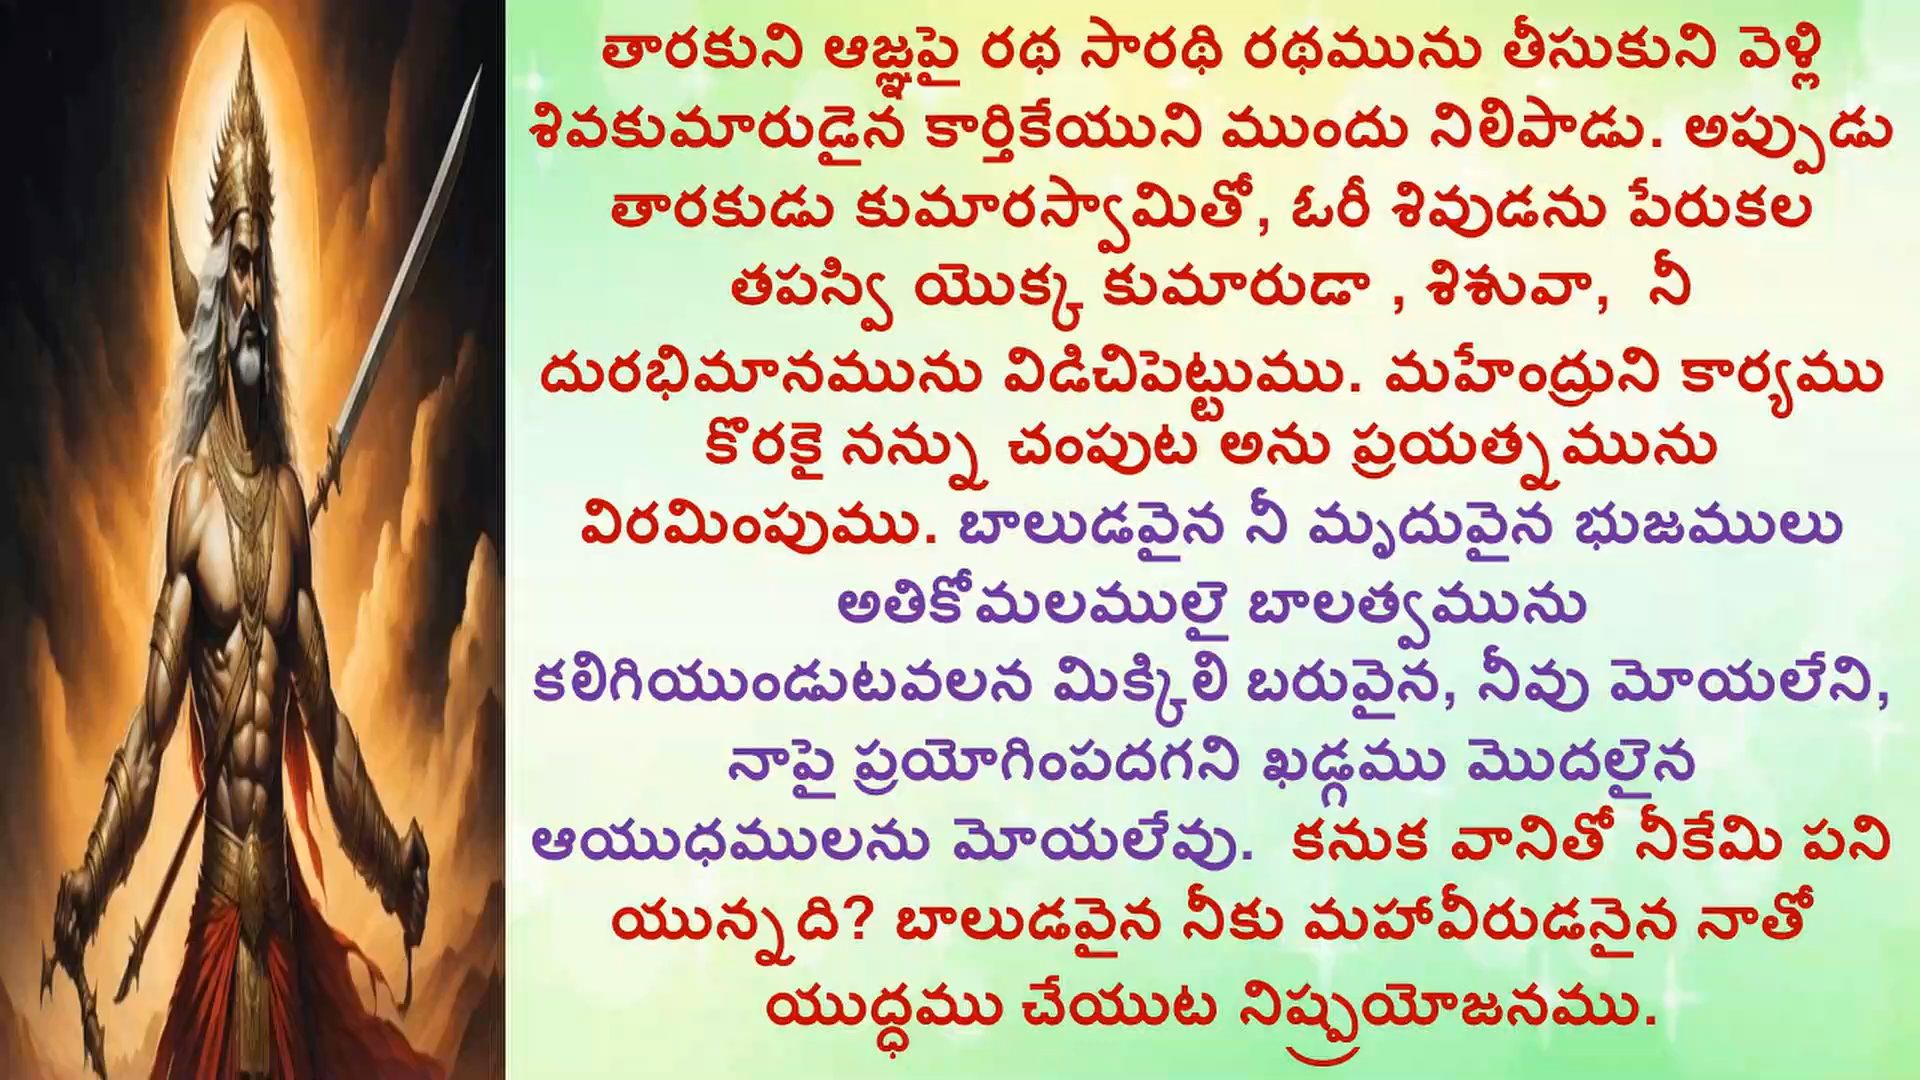 తారకుని ఆజ్ఞపై రథ సారథి రథమును తీసుకుని వెళ్లి
శివకుమారుడైన కార్తికేయుని ముందు నిలిపాడు. అప్పుడు
తారకుడు కుమారస్వామితో, ఓరీ శివుడను పేరుకల
తపస్వి యొక్క కుమారుడా , శిశువా, నీ
దురభిమానమును విడిచిపెట్టుము. మహేంద్రుని కార్యము
కొరకై నన్ను చంపుట అను ప్రయత్నమును
విరమింపుము. బాలుడవైన నీ మృదువైన భుజములు
అతికోమలములై బాలత్వమును
కలిగియుండుటవలన మిక్కిలి బరువైన, నీవు మోయలేని,
నాపై ప్రయోగింపదగని ఖడ్గము మొదలైన
ఆయుధములను మోయలేవు. కనుక వానితో నీకేమి పని
యున్నది? బాలుడవైన నీకు మహావీరుడనైన నాతో
యుద్ధము చేయుట నిష్ప్రయోజనము.